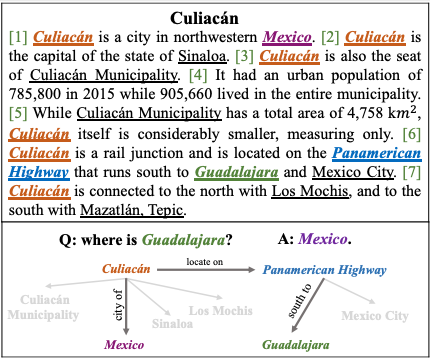 Culiacán
[1] Culiacán is a city in northwestern Mexico. [2] Culiacán is
the capital of the state of Sinaloa. [3] Culiacán is also the seat
of Culiacán Municipality. [4] It had an urban population of
785,800 in 2015 while 905,660 lived in the entire municipality.
[5] While Culiacán Municipality has a total area of 4,758 km²,
Culiacán itself is considerably smaller, measuring only. [6]
Culiacán is a rail junction and is located on the Panamerican
Highway that runs south to Guadalajara and Mexico City. [7]
Culiacán is connected to the north with Los Mochis, and to the
south with Mazatlán, Tepic.
Q: where is Guadalajara? A: Mexico.
Culiacán locate on Panamerican Highway
Culiacán
Municipality
city of
Sinaloa
Los Mochis
south to
Mexico City
Mexico
Guadalajara